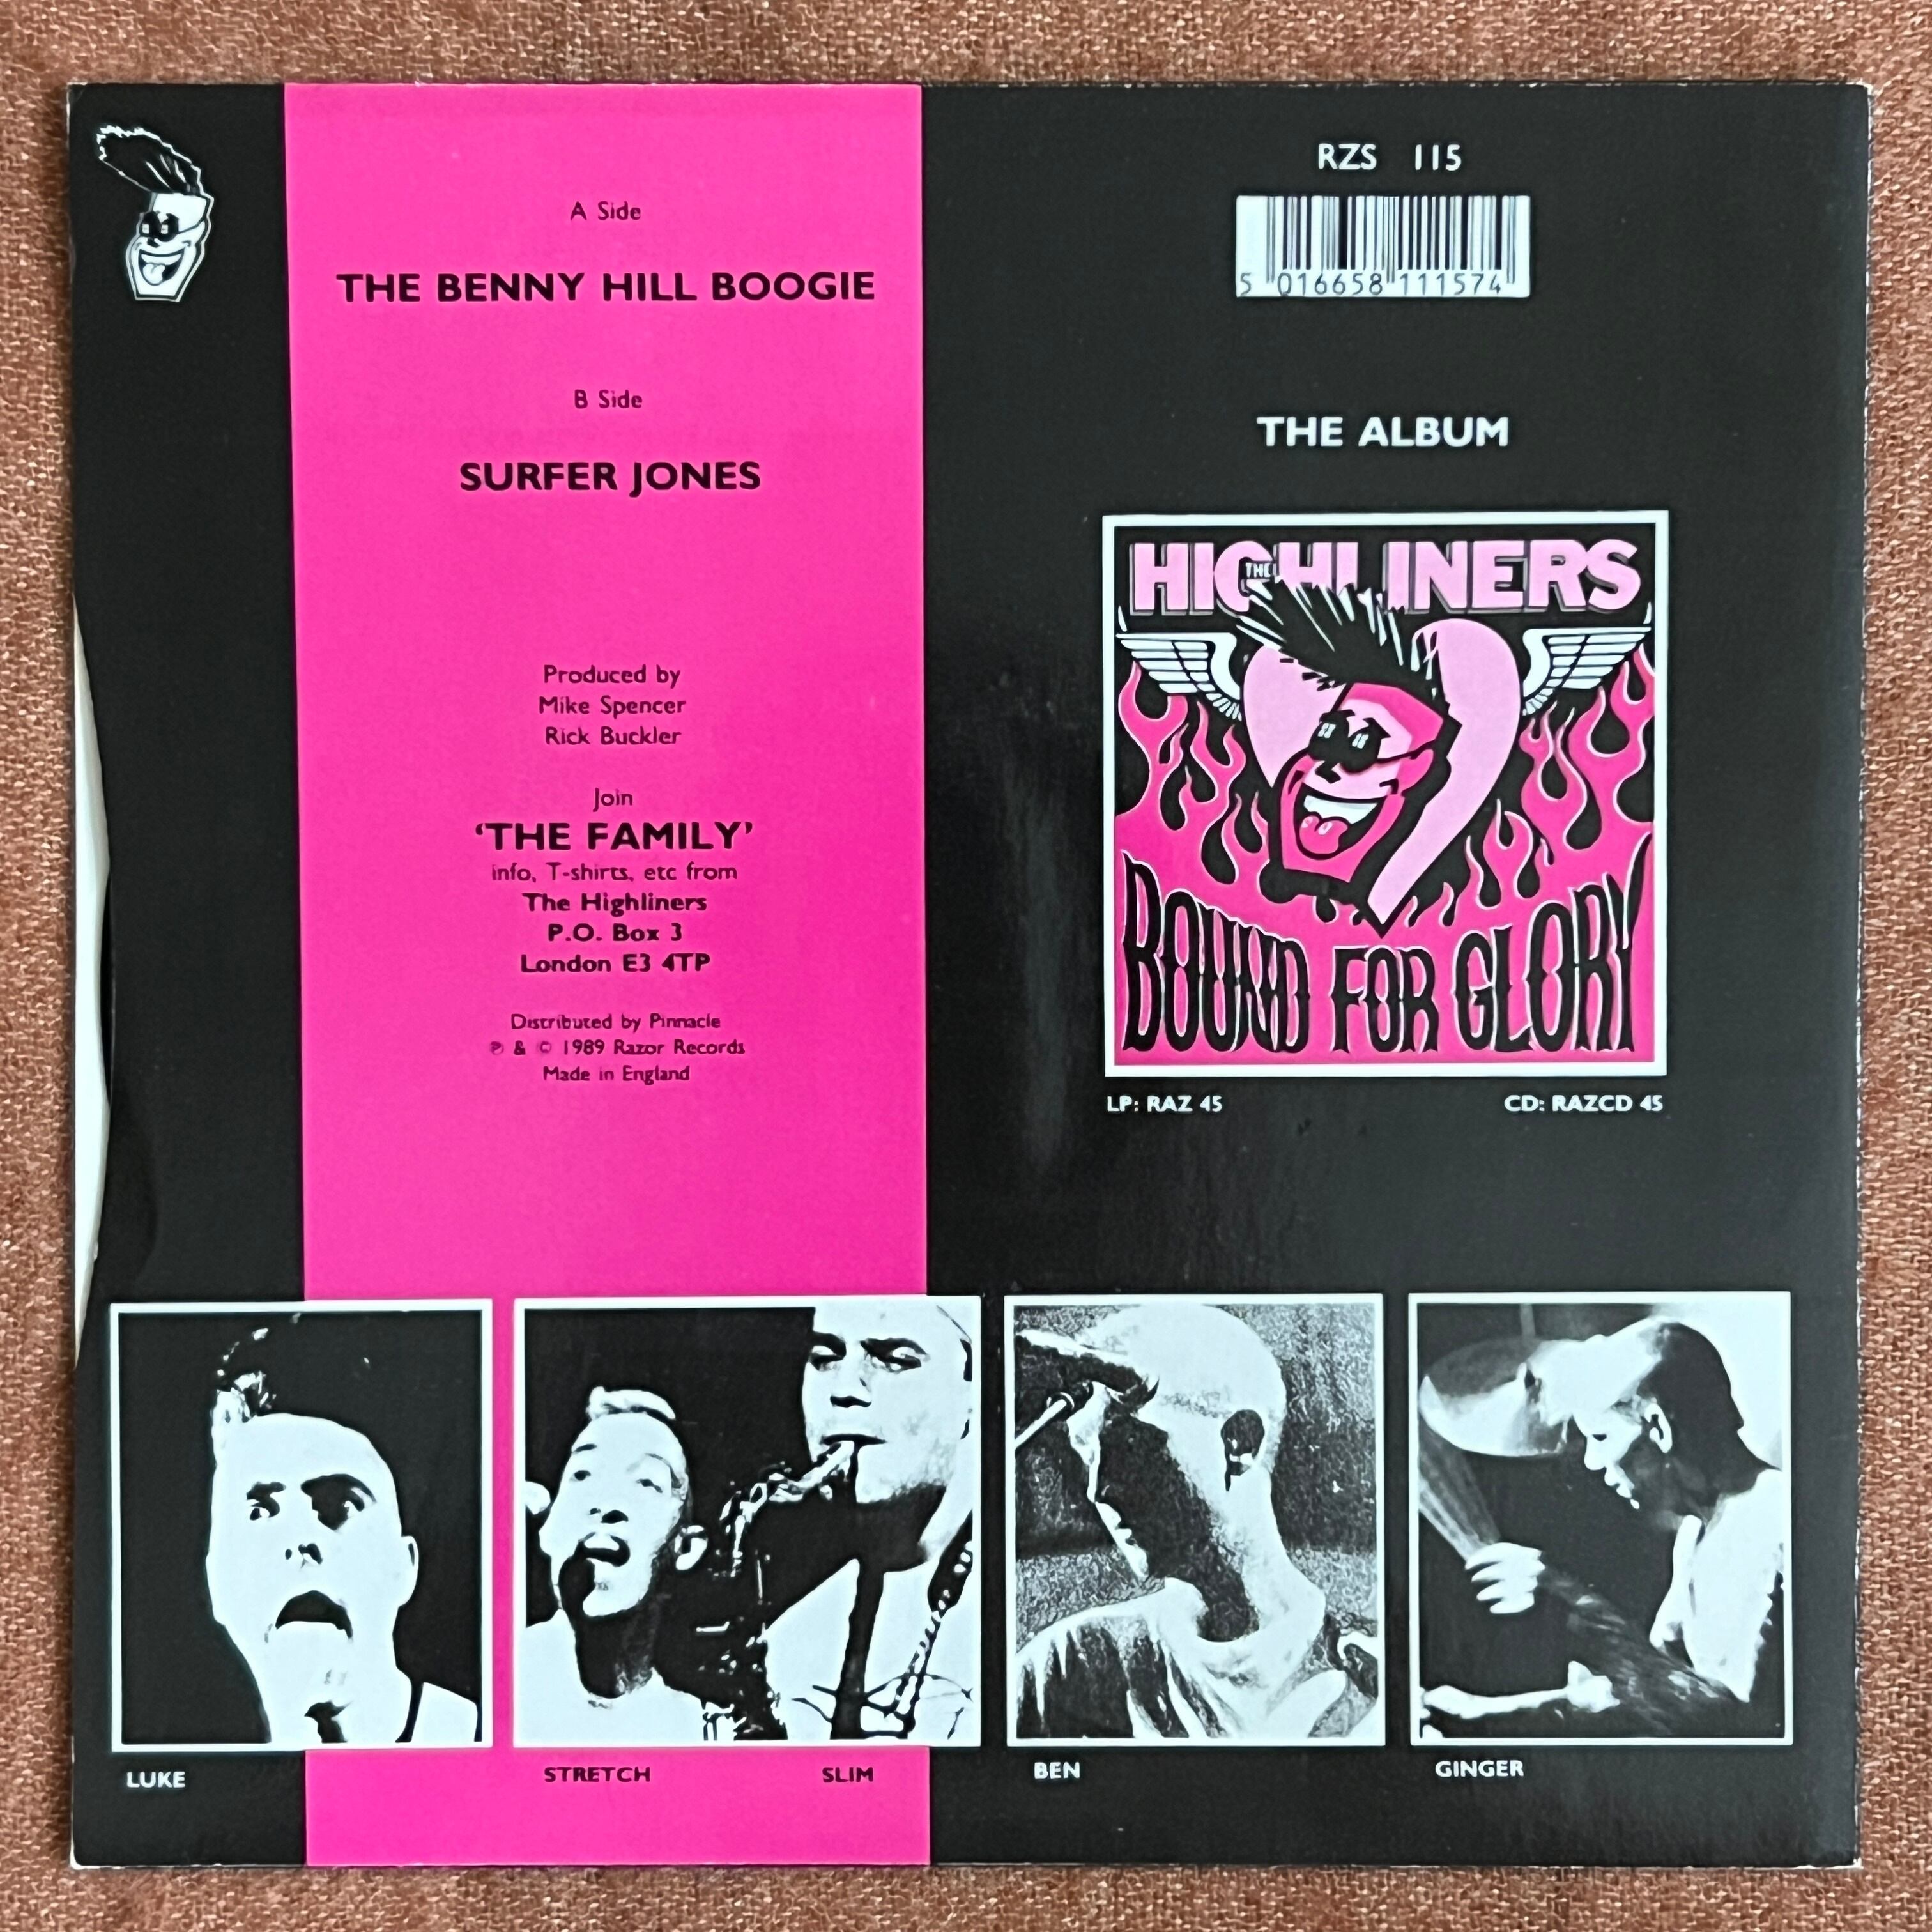 A Side
THE BENNY HILL BOOGIE
B Side
SURFER JONES
Produced by
Mike Spencer
Rick Buckler
Join
‘THE FAMILY’
info, T-shirts, etc from
The Highliners
P.O. Box 3
London E3 4TP
Distributed by Pinnacle
℗ & © 1989 Razor Records
Made in England
RZS 115
5 016658 111574
THE ALBUM
THE
HIGHLINERS
BOUND FOR GLORY
LP: RAZ 45 CD: RAZCD 45
LUKE
STRETCH SLIM
BEN
GINGER